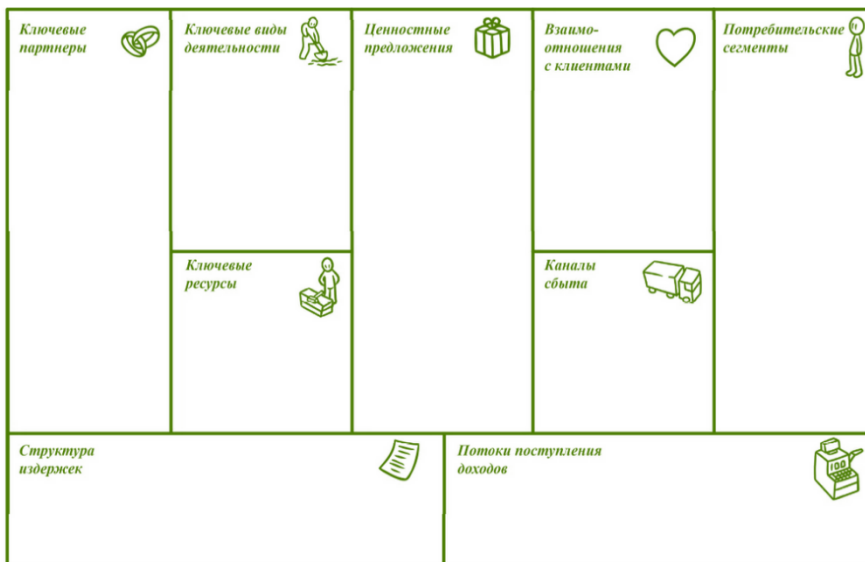 Ключевые
партнеры
Ключевые виды
деятельности
Ценностные
предложения
Взаимо-
отношения
с клиентами
Потребительские
сегменты
Ключевые
ресурсы
Каналы
сбыта
Структура
издержек
Потоки поступления
доходов
100